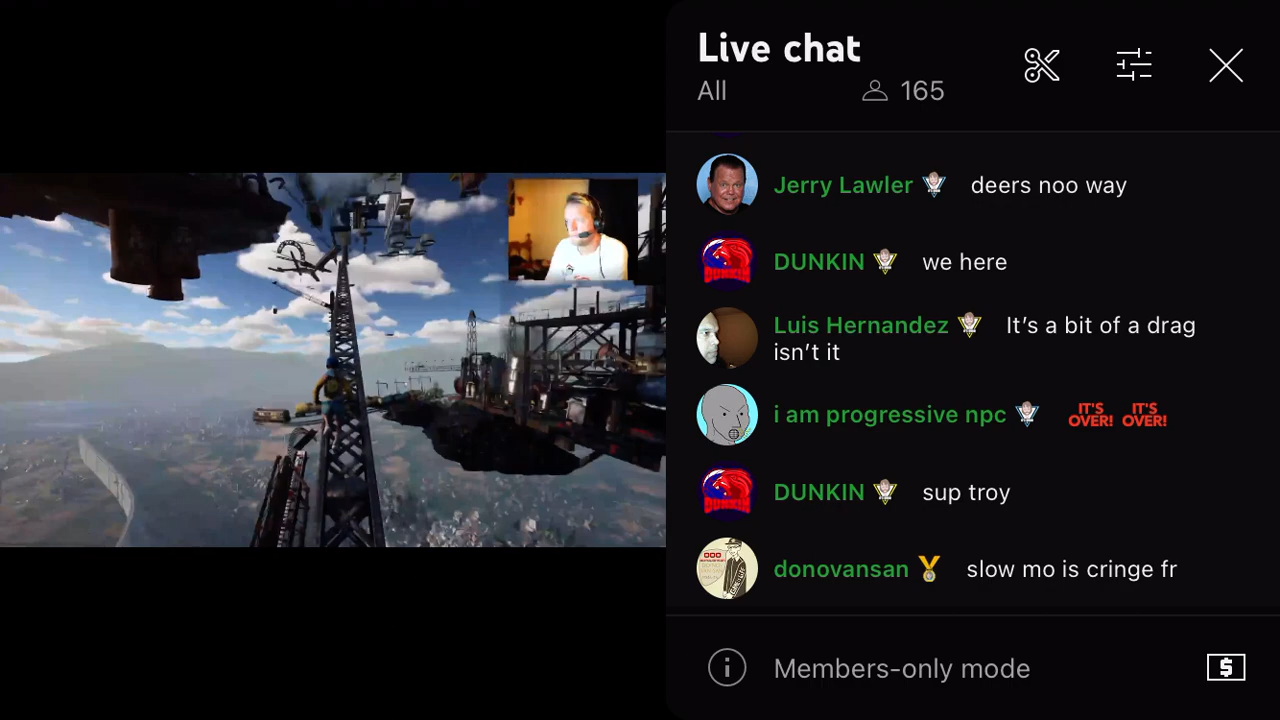 Live chat
All 165
Jerry Lawler deers noo way
DUNKIN
DUNKIN we here
Luis Hernandez It’s a bit of a drag
isn’t it
i am progressive npc IT'S OVER! IT'S OVER!
DUNKIN
DUNKIN sup troy
donovansan slow mo is cringe fr
Members-only mode